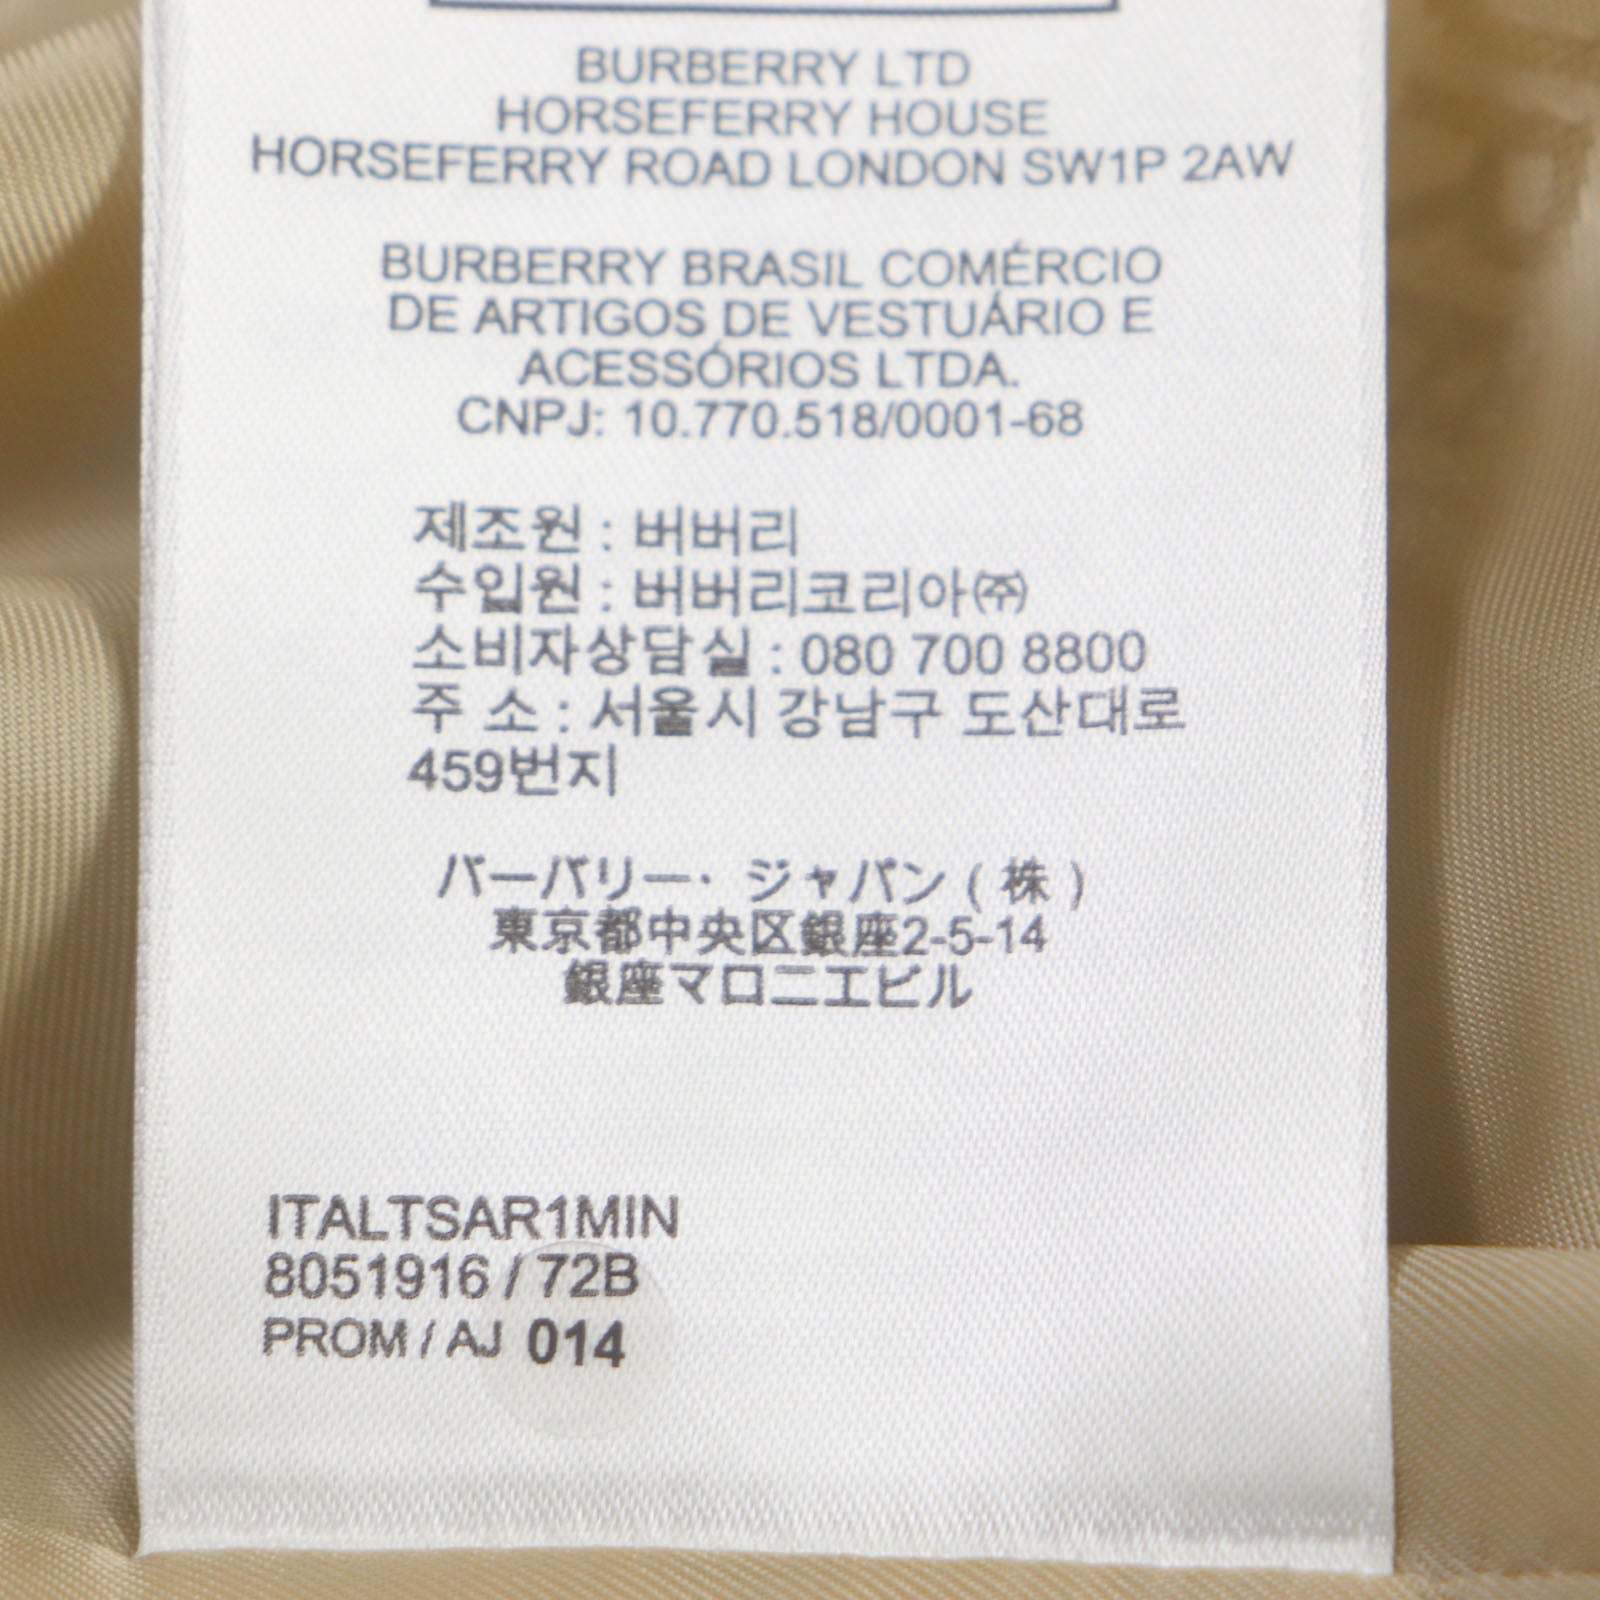 BURBERRY LTD
HORSEFERRY HOUSE
HORSEFERRY ROAD LONDON SW1P 2AW
BURBERRY BRASIL COMÉRCIO
DE ARTIGOS DE VESTUÁRIO E
ACESSÓRIOS LTDA.
CNPJ: 10.770.518/0001-68
제조원 : 버버리
수입원 : 버버리코리아㈜
소비자상담실 : 080 700 8800
주 소 : 서울시 강남구 도산대로
459번지
バーバリー・ジャパン ( 株 )
東京都中央区銀座2-5-14
銀座マロニエビル
ITALTSAR1MIN
8051916 / 72B
PROM / AJ 014